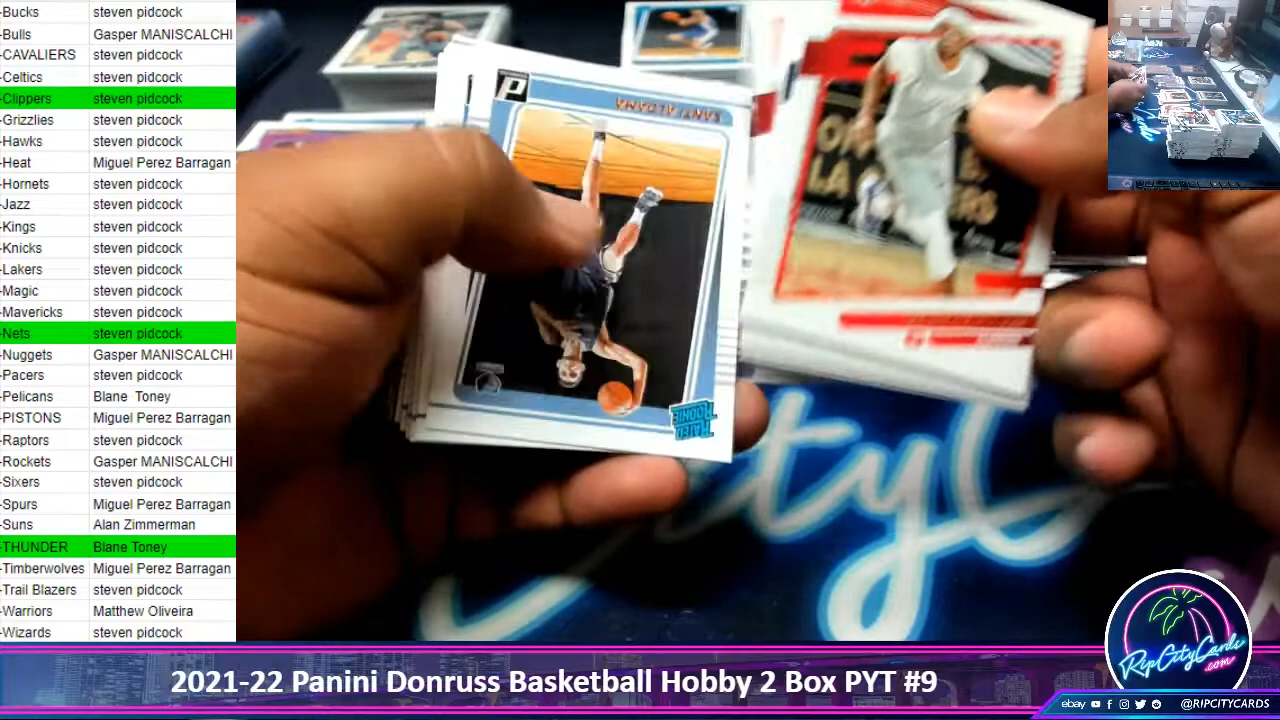 -Bucks steven pidcock
-Bulls Gasper MANISCALCHI
-CAVALIERS steven pidcock
-Celtics steven pidcock
-Clippers steven pidcock
-Grizzlies steven pidcock
-Hawks steven pidcock
-Heat Miguel Perez Barragan
-Hornets steven pidcock
-Jazz steven pidcock
-Kings steven pidcock
-Knicks steven pidcock
-Lakers steven pidcock
-Magic steven pidcock
-Mavericks steven pidcock
-Nets steven pidcock
-Nuggets Gasper MANISCALCHI
-Pacers steven pidcock
-Pelicans Blane Toney
-PISTONS Miguel Perez Barragan
-Raptors steven pidcock
-Rockets Gasper MANISCALCHI
-Sixers steven pidcock
-Spurs Miguel Perez Barragan
-Suns Alan Zimmerman
-THUNDER Blane Toney
-Timberwolves Miguel Perez Barragan
-Trail Blazers steven pidcock
-Warriors Matthew Oliveira
-Wizards steven pidcock
SANTI ALDAMA
RATED
ROOKIE
RipCityCards
.com
2021-22 Panini Donruss Basketball Hobby 2 Box PYT #9
ebay @RIPCITYCARDS